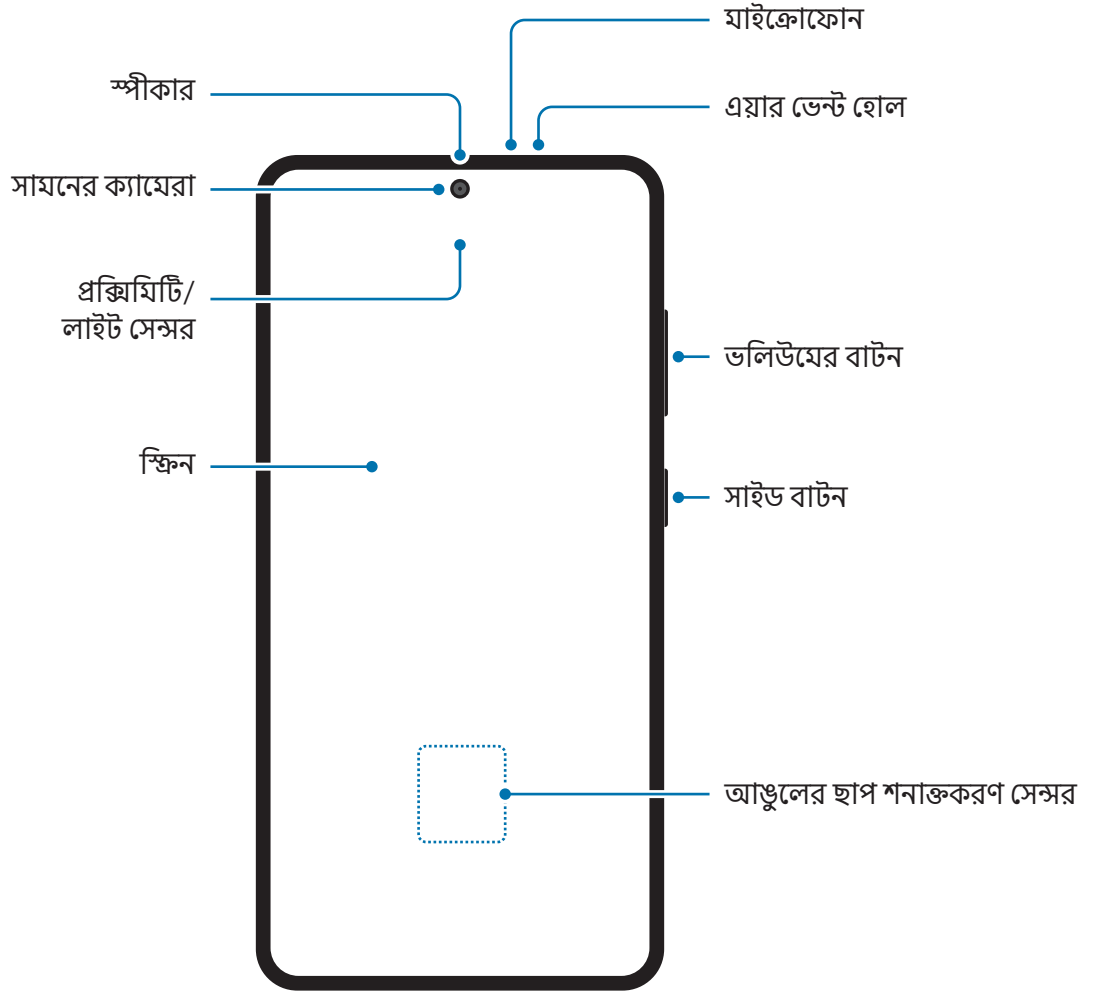 মাইক্রোফোন
স্পীকার
এয়ার ভেন্ট হোল
সামনের ক্যামেরা
প্রক্সিমিটি/
লাইট সেন্সর
ভলিউমের বাটন
স্ক্রিন
সাইড বাটন
আঙুলের ছাপ শনাক্তকরণ সেন্সর